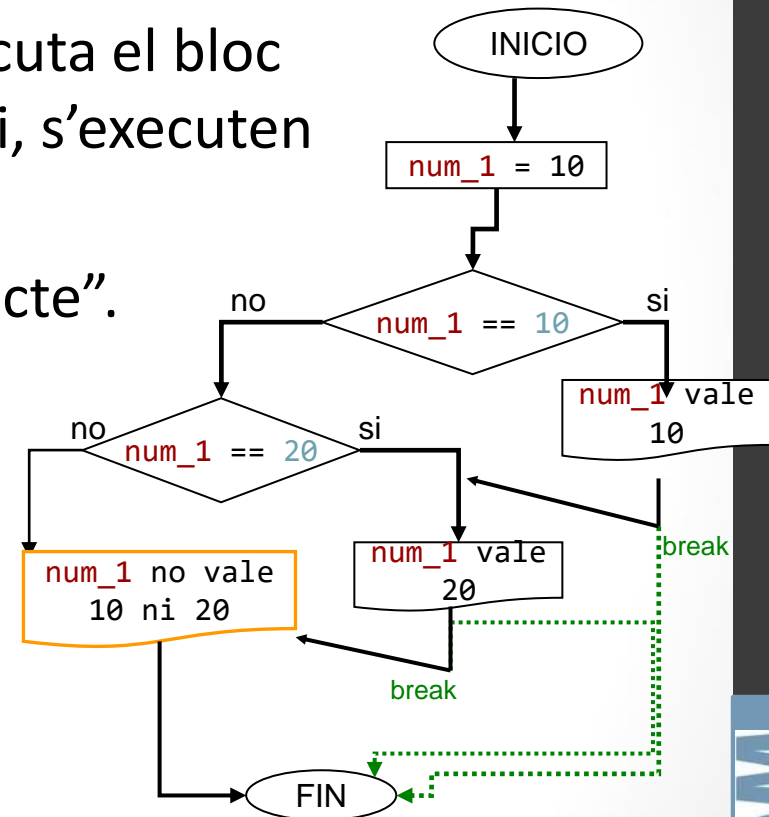 cuta el bloc
i, s’executen
cte”.
INICIO
num_1 = 10
no
si
num_1 == 10
num_1 vale
10
no
si
num_1 == 20
break
num_1 no vale
10 ni 20
num_1 vale
20
break
FIN